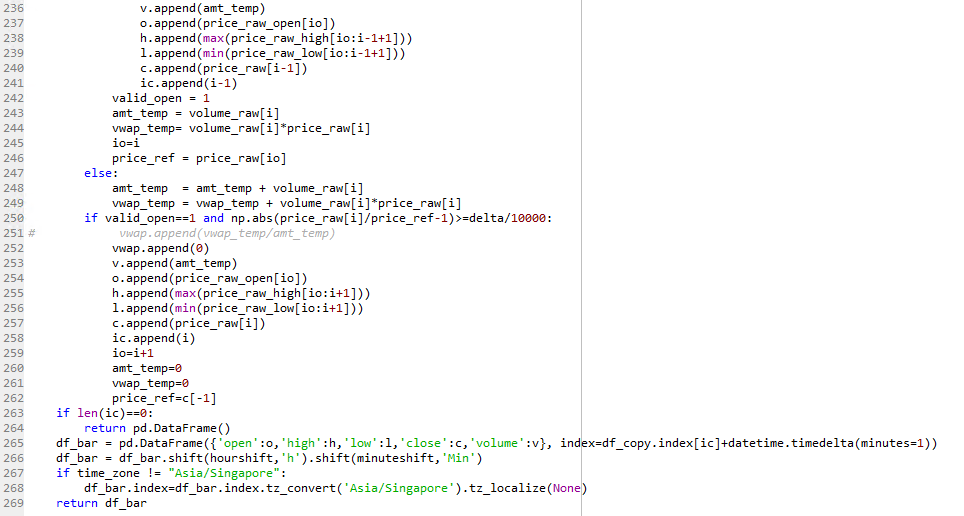 236                 v.append(amt_temp)
237                 o.append(price_raw_open[io])
238                 h.append(max(price_raw_high[io:i-1+1]))
239                 l.append(min(price_raw_low[io:i-1+1]))
240                 c.append(price_raw[i-1])
241                 ic.append(i-1)
242             valid_open = 1
243             amt_temp = volume_raw[i]
244             vwap_temp= volume_raw[i]*price_raw[i]
245             io=i
246             price_ref = price_raw[io]
247         else:
248             amt_temp  = amt_temp + volume_raw[i]
249             vwap_temp = vwap_temp + volume_raw[i]*price_raw[i]
250         if valid_open==1 and np.abs(price_raw[i]/price_ref-1)>=delta/10000:
251 #            vwap.append(vwap_temp/amt_temp)
252             vwap.append(0)
253             v.append(amt_temp)
254             o.append(price_raw_open[io])
255             h.append(max(price_raw_high[io:i+1]))
256             l.append(min(price_raw_low[io:i+1]))
257             c.append(price_raw[i])
258             ic.append(i)
259             io=i+1
260             amt_temp=0
261             vwap_temp=0
262             price_ref=c[-1]
263     if len(ic)==0:
264         return pd.DataFrame()
265     df_bar = pd.DataFrame({'open':o,'high':h,'low':l,'close':c,'volume':v}, index=df_copy.index[ic]+datetime.timedelta(minutes=1))
266     df_bar = df_bar.shift(hourshift,'h').shift(minuteshift,'Min')
267     if time_zone != "Asia/Singapore":
268         df_bar.index=df_bar.index.tz_convert('Asia/Singapore').tz_localize(None)
269     return df_bar